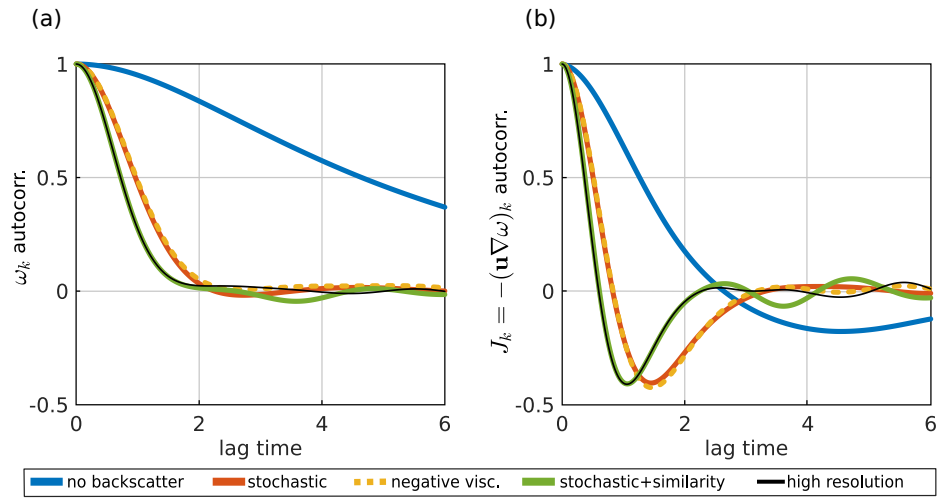 (a)
(b)
1
0.5
0
-0.5
0
2
4
6
lag time
ω_k autocorr.
1
0.5
0
-0.5
0
2
4
6
lag time
J_k = −(u∇ω)_k autocorr.
no backscatter
stochastic
negative visc.
stochastic+similarity
high resolution